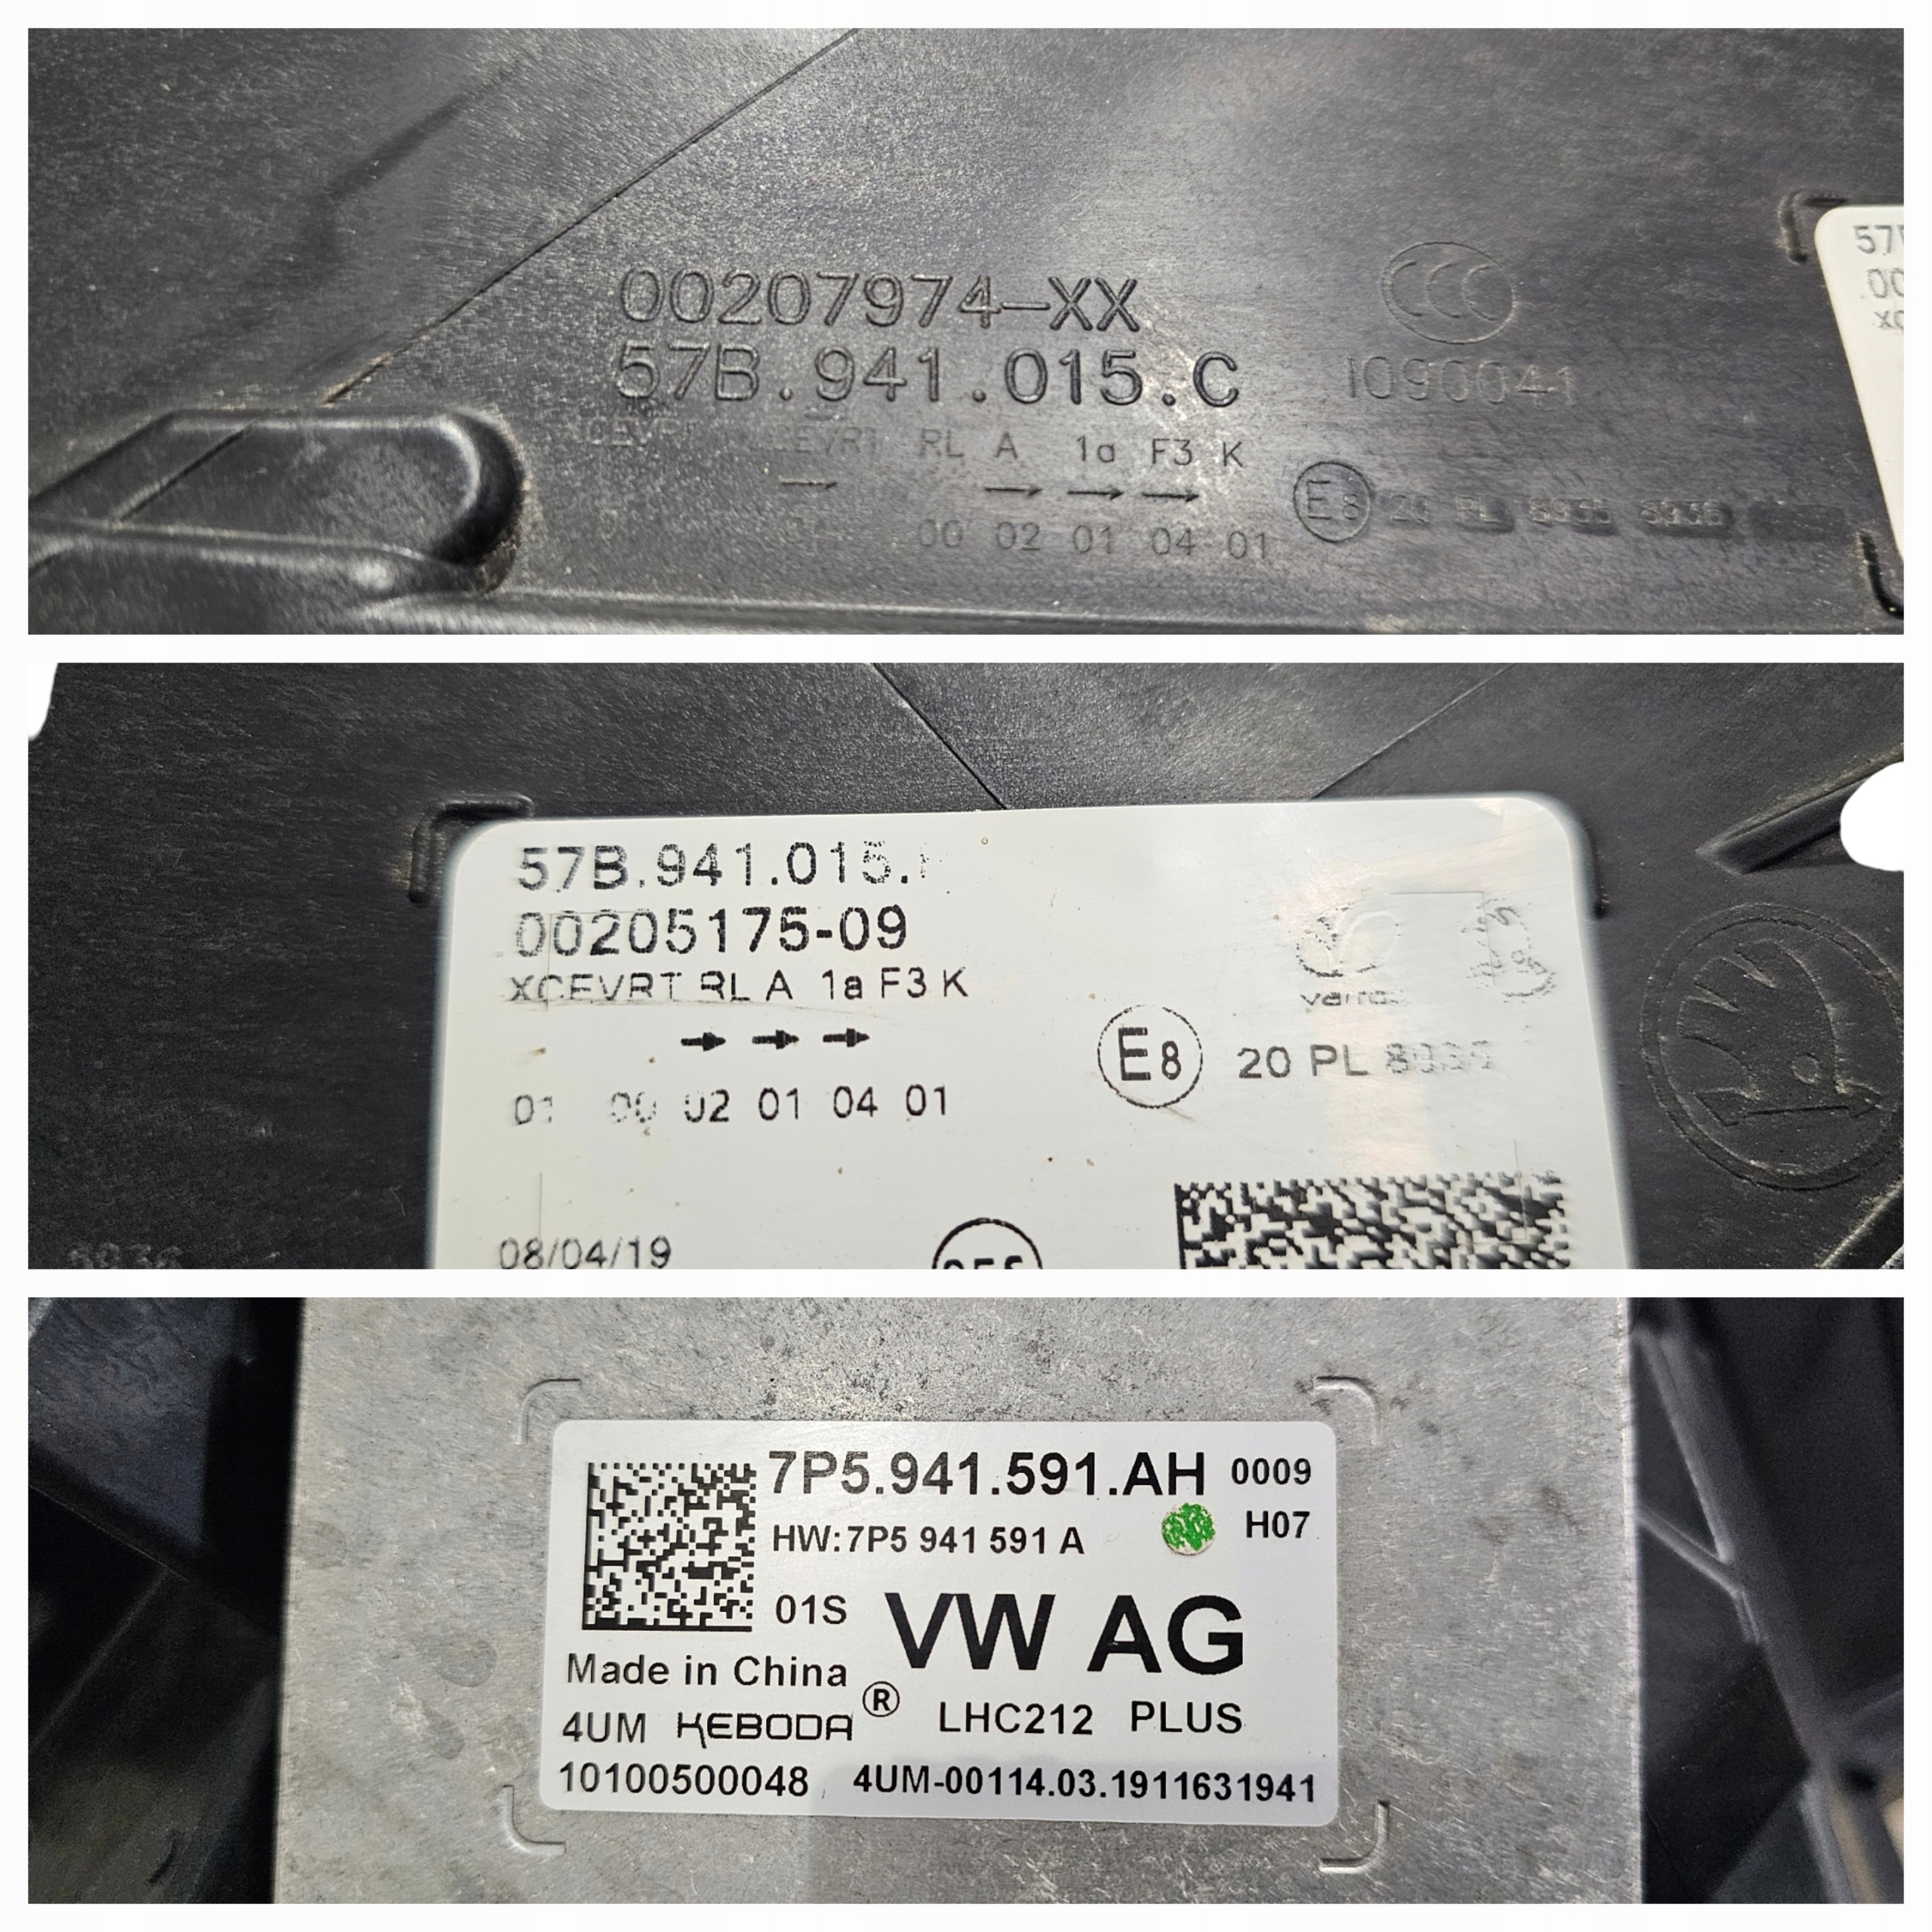 00207974-XX
57B.941.015.C
1090041
RL A 1a F3 K
→ → → →
00 02 01 04 01
E8 20 PL
57B.941.015.
00205175-09
XCEVRT RL A 1a F3 K
→ → →
00 02 01 04 01
E8 20 PL
08/04/19
7P5.941.591.AH 0009
HW:7P5 941 591 A H07
01S VW AG
Made in China
4UM KEBODA® LHC212 PLUS
10100500048 4UM-00114.03.1911631941